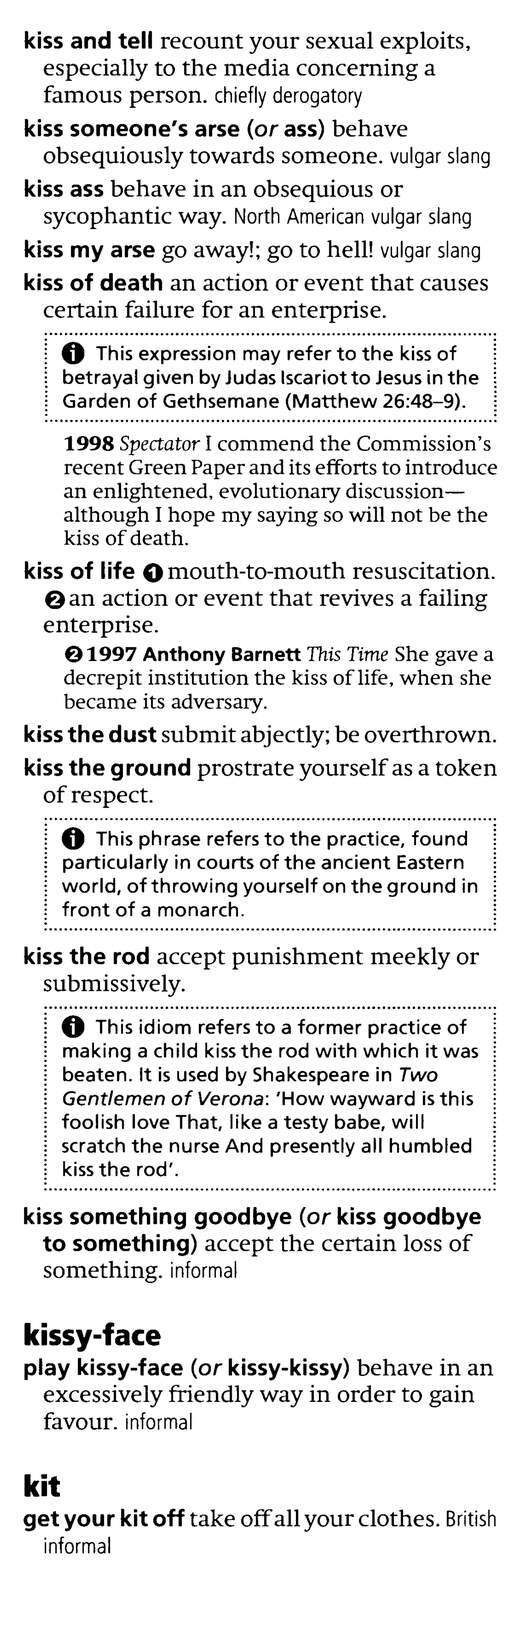 kiss and tell recount your sexual exploits,
especially to the media concerning a
famous person. chiefly derogatory
kiss someone's arse (or ass) behave
obsequiously towards someone. vulgar slang
kiss ass behave in an obsequious or
sycophantic way. North American vulgar slang
kiss my arse go away!; go to hell! vulgar slang
kiss of death an action or event that causes
certain failure for an enterprise.
ℹ This expression may refer to the kiss of
betrayal given by Judas Iscariot to Jesus in the
Garden of Gethsemane (Matthew 26:48–9).
1998 Spectator I commend the Commission's
recent Green Paper and its efforts to introduce
an enlightened, evolutionary discussion—
although I hope my saying so will not be the
kiss of death.
kiss of life ❶ mouth-to-mouth resuscitation.
❷ an action or event that revives a failing
enterprise.
❷ 1997 Anthony Barnett This Time She gave a
decrepit institution the kiss of life, when she
became its adversary.
kiss the dust submit abjectly; be overthrown.
kiss the ground prostrate yourself as a token
of respect.
ℹ This phrase refers to the practice, found
particularly in courts of the ancient Eastern
world, of throwing yourself on the ground in
front of a monarch.
kiss the rod accept punishment meekly or
submissively.
ℹ This idiom refers to a former practice of
making a child kiss the rod with which it was
beaten. It is used by Shakespeare in Two
Gentlemen of Verona: 'How wayward is this
foolish love That, like a testy babe, will
scratch the nurse And presently all humbled
kiss the rod'.
kiss something goodbye (or kiss goodbye
to something) accept the certain loss of
something. informal
kissy-face
play kissy-face (or kissy-kissy) behave in an
excessively friendly way in order to gain
favour. informal
kit
get your kit off take off all your clothes. British
informal